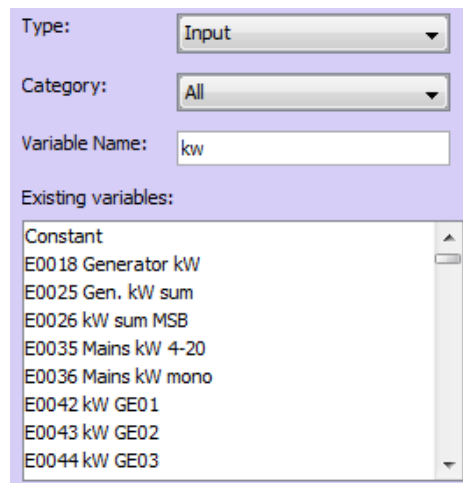 Type: Input
Category: All
Variable Name: kw
Existing variables:
Constant
E0018 Generator kW
E0025 Gen. kW sum
E0026 kW sum MSB
E0035 Mains kW 4-20
E0036 Mains kW mono
E0042 kW GE01
E0043 kW GE02
E0044 kW GE03